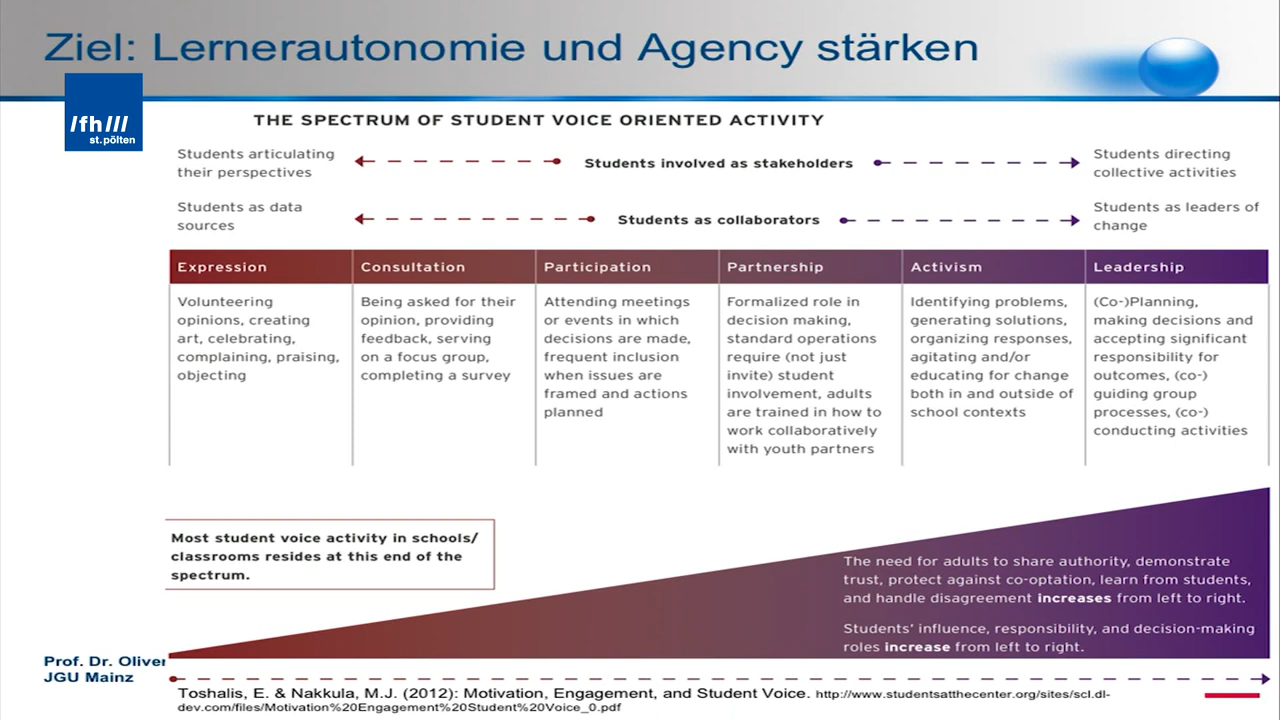 Ziel: Lernerautonomie und Agency stärken
/fh///
st.pölten
THE SPECTRUM OF STUDENT VOICE ORIENTED ACTIVITY
Students articulating
their perspectives
Students involved as stakeholders
Students directing
collective activities
Students as data
sources
Students as collaborators
Students as leaders of
change
Expression
Volunteering
opinions, creating
art, celebrating,
complaining, praising,
objecting
Consultation
Being asked for their
opinion, providing
feedback, serving
on a focus group,
completing a survey
Participation
Attending meetings
or events in which
decisions are made,
frequent inclusion
when issues are
framed and actions
planned
Partnership
Formalized role in
decision making,
standard operations
require (not just
invite) student
involvement, adults
are trained in how to
work collaboratively
with youth partners
Activism
Identifying problems,
generating solutions,
organizing responses,
agitating and/or
educating for change
both in and outside of
school contexts
Leadership
(Co-)Planning,
making decisions and
accepting significant
responsibility for
outcomes, (co-)
guiding group
processes, (co-)
conducting activities
Most student voice activity in schools/
classrooms resides at this end of the
spectrum.
The need for adults to share authority, demonstrate
trust, protect against co-optation, learn from students,
and handle disagreement increases from left to right.
Students' influence, responsibility, and decision-making
roles increase from left to right.
Prof. Dr. Oliver
JGU Mainz
Toshalis, E. & Nakkula, M.J. (2012): Motivation, Engagement, and Student Voice. http://www.studentsatthecenter.org/sites/scl.dl-
dev.com/files/Motivation%20Engagement%20Student%20Voice_0.pdf